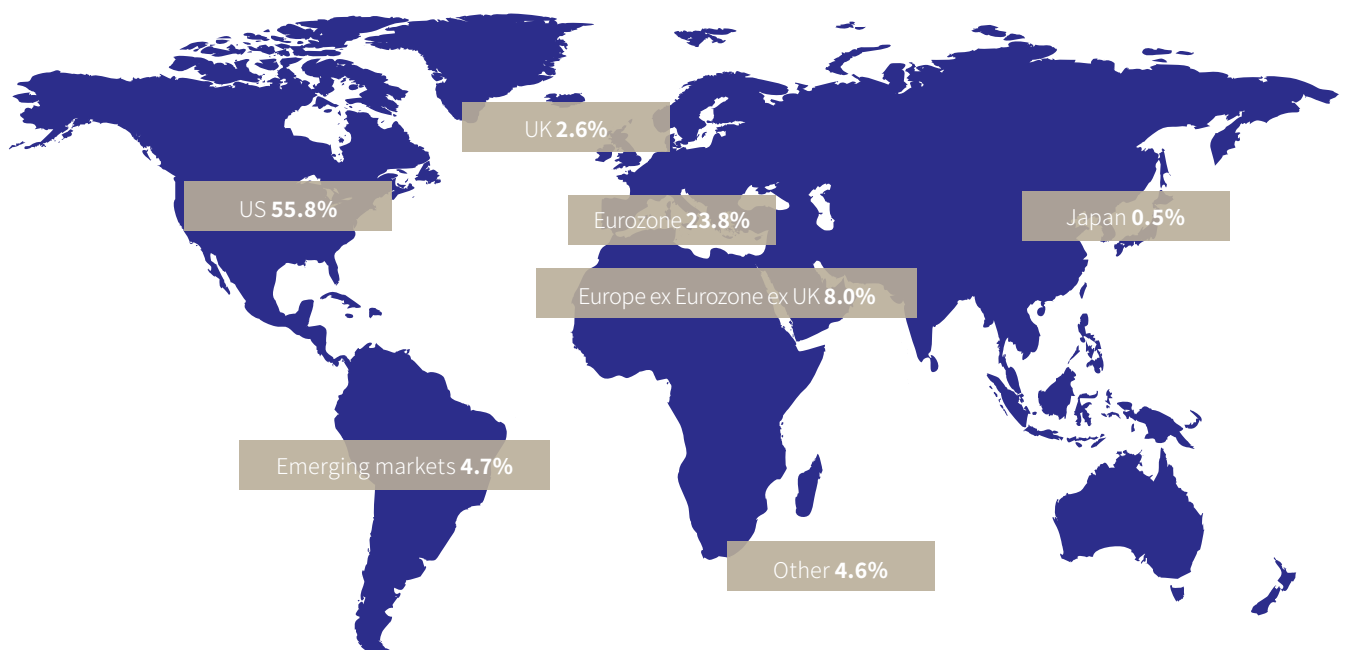 UK 2.6%
US 55.8%
Eurozone 23.8%
Japan 0.5%
Europe ex Eurozone ex UK 8.0%
Emerging markets 4.7%
Other 4.6%